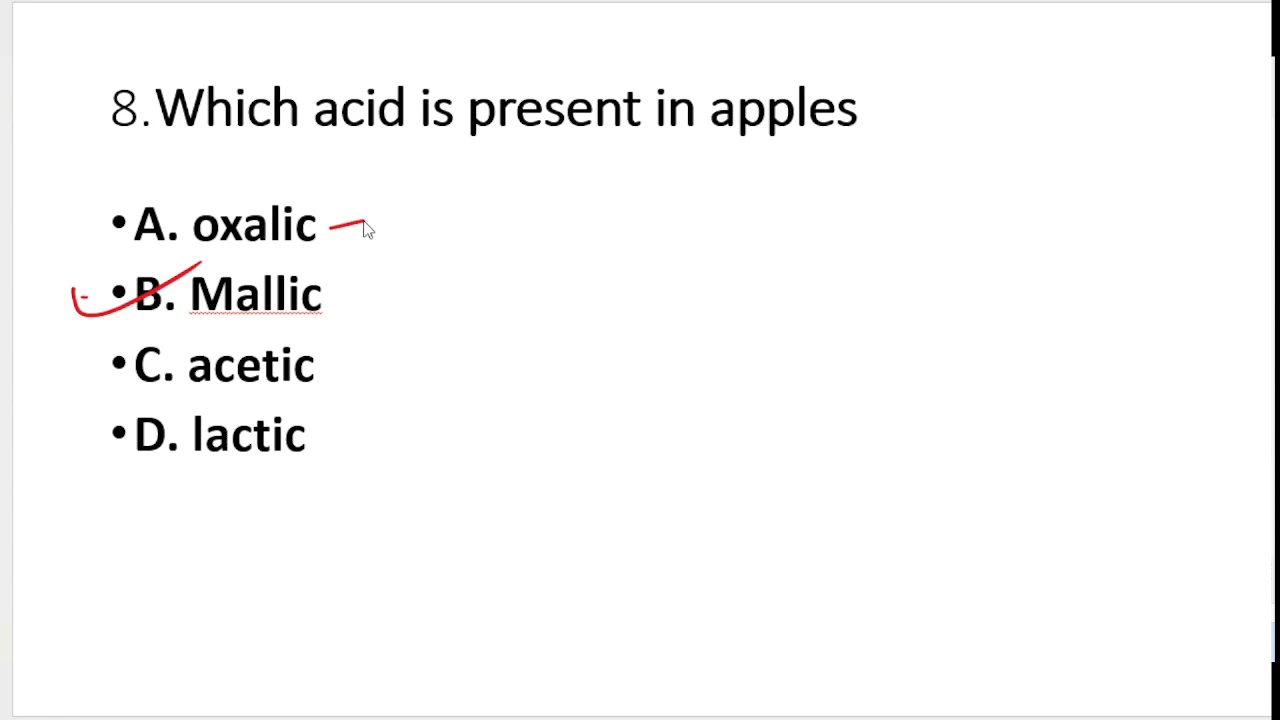 8.Which acid is present in apples
•A. oxalic
•B. Mallic
•C. acetic
•D. lactic